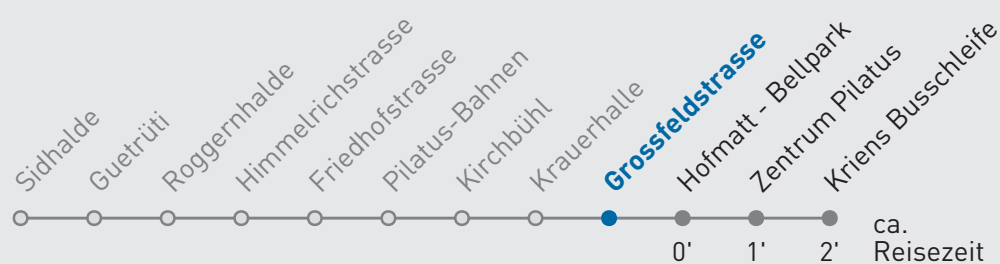 Sidhalde
Guetrüti
Roggernhalde
Himmelrichstrasse
Friedhofstrasse
Pilatus-Bahnen
Kirchbühl
Krauerhalle
Grossfeldstrasse
Hofmatt - Bellpark
Zentrum Pilatus
Kriens Busschleife
ca.
0' 1' 2' Reisezeit